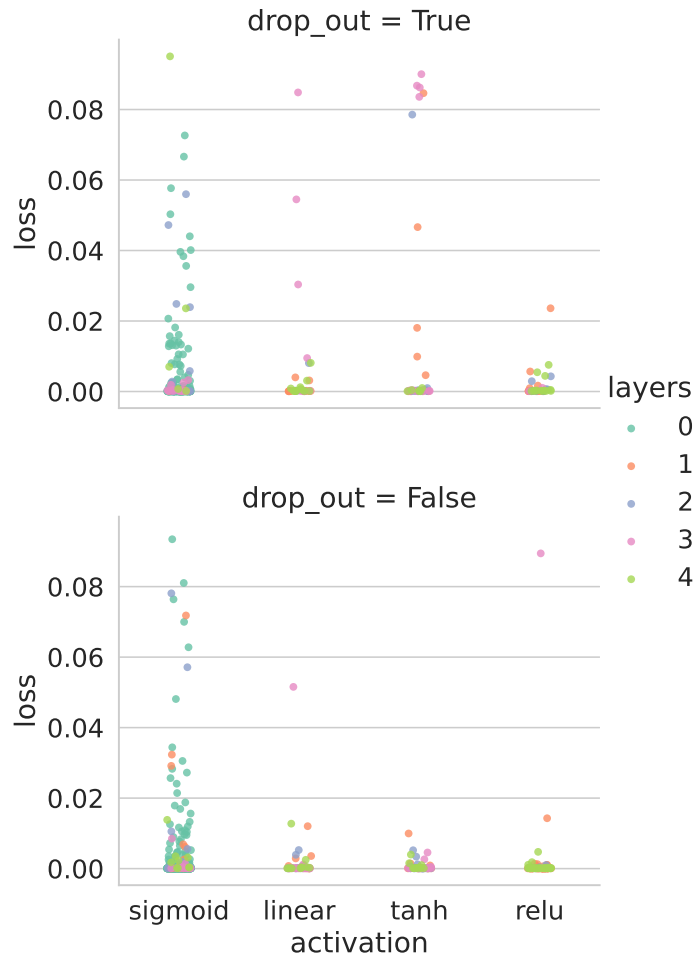 drop_out = True
0.08
0.06
0.04
0.02
0.00
loss
layers
0
1
2
3
4
drop_out = False
0.08
0.06
0.04
0.02
0.00
loss
sigmoid linear tanh relu
activation